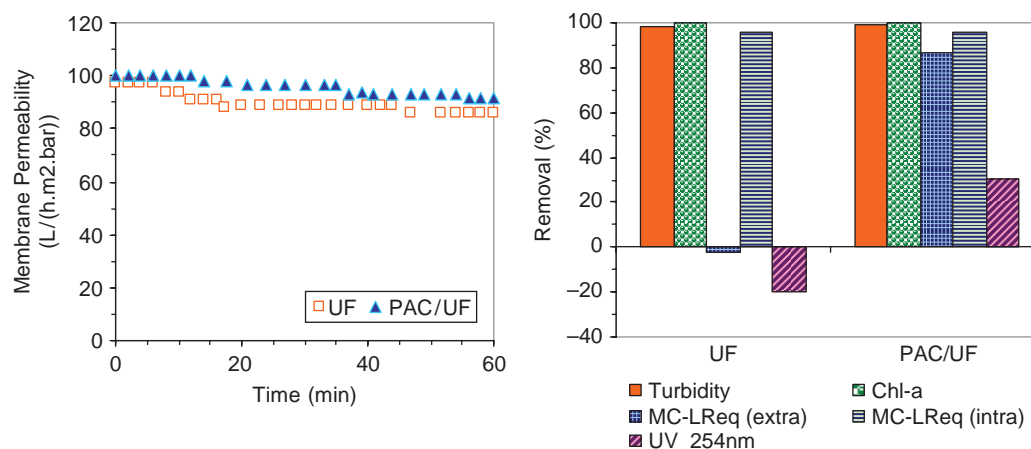 Membrane Permeability
(L/(h.m2.bar))
120
100
80
60
40
20
0
UF
PAC/UF
0
20
40
60
Time (min)
Removal (%)
100
80
60
40
20
0
–20
–40
UF
PAC/UF
Turbidity
Chl-a
MC-LReq (extra)
MC-LReq (intra)
UV_254nm